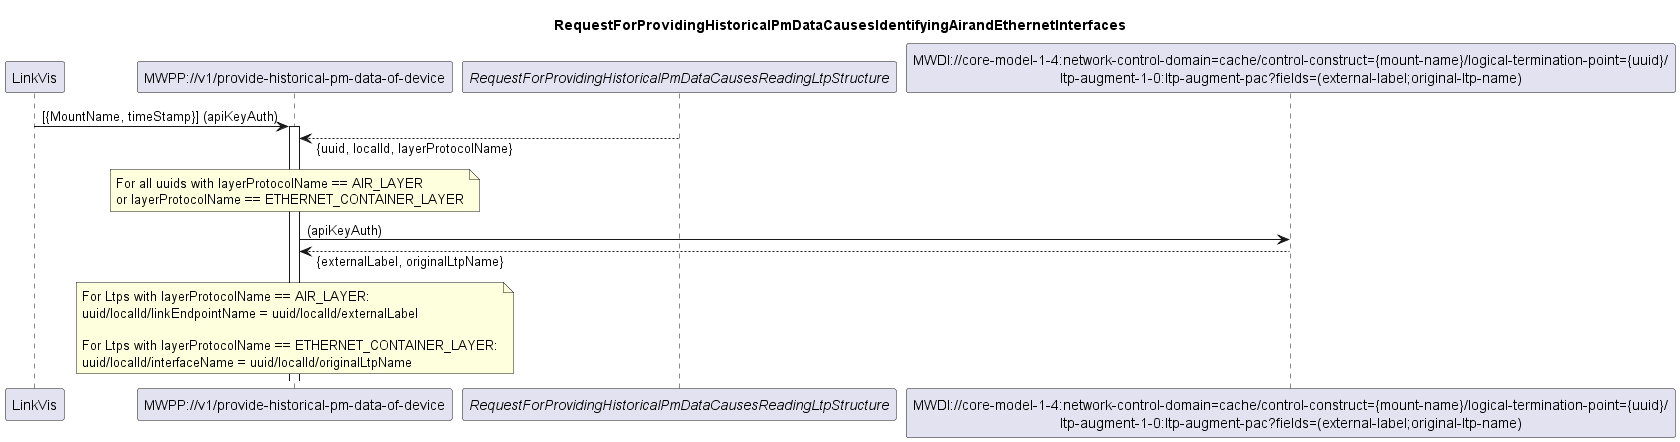 RequestForProvidingHistoricalPmDataCausesIdentifyingAirandEthernetInterfaces
LinkVis
MWPP://v1/provide-historical-pm-data-of-device
RequestForProvidingHistoricalPmDataCausesReadingLtpStructure
MWDI://core-model-1-4:network-control-domain=cache/control-construct={mount-name}/logical-termination-point={uuid}/
ltp-augment-1-0:ltp-augment-pac?fields=(external-label;original-ltp-name)
[{MountName, timeStamp}] (apiKeyAuth)
{uuid, localId, layerProtocolName}
For all uuids with layerProtocolName == AIR_LAYER
or layerProtocolName == ETHERNET_CONTAINER_LAYER
(apiKeyAuth)
{externalLabel, originalLtpName}
For Ltps with layerProtocolName == AIR_LAYER:
uuid/localId/linkEndpointName = uuid/localId/externalLabel
For Ltps with layerProtocolName == ETHERNET_CONTAINER_LAYER:
uuid/localId/interfaceName = uuid/localId/originalLtpName
LinkVis
MWPP://v1/provide-historical-pm-data-of-device
RequestForProvidingHistoricalPmDataCausesReadingLtpStructure
MWDI://core-model-1-4:network-control-domain=cache/control-construct={mount-name}/logical-termination-point={uuid}/
ltp-augment-1-0:ltp-augment-pac?fields=(external-label;original-ltp-name)